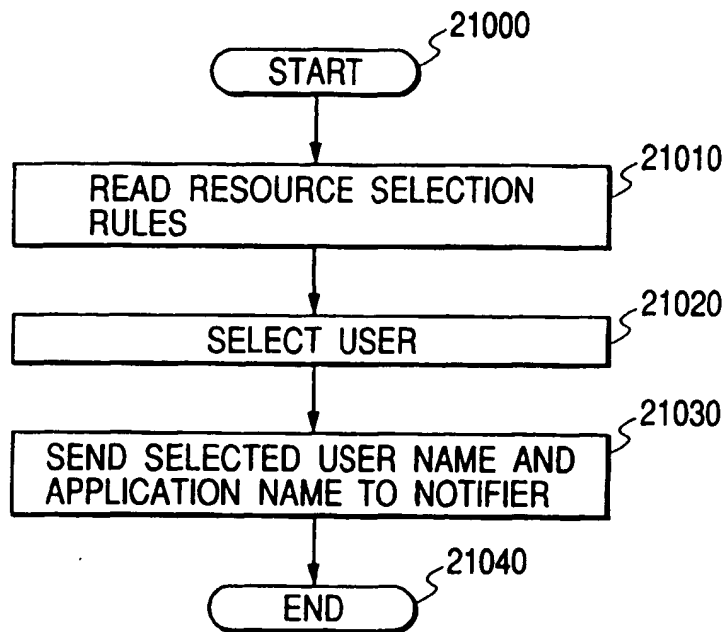 21000
START
21010
READ RESOURCE SELECTION
RULES
21020
SELECT USER
21030
SEND SELECTED USER NAME AND
APPLICATION NAME TO NOTIFIER
21040
END